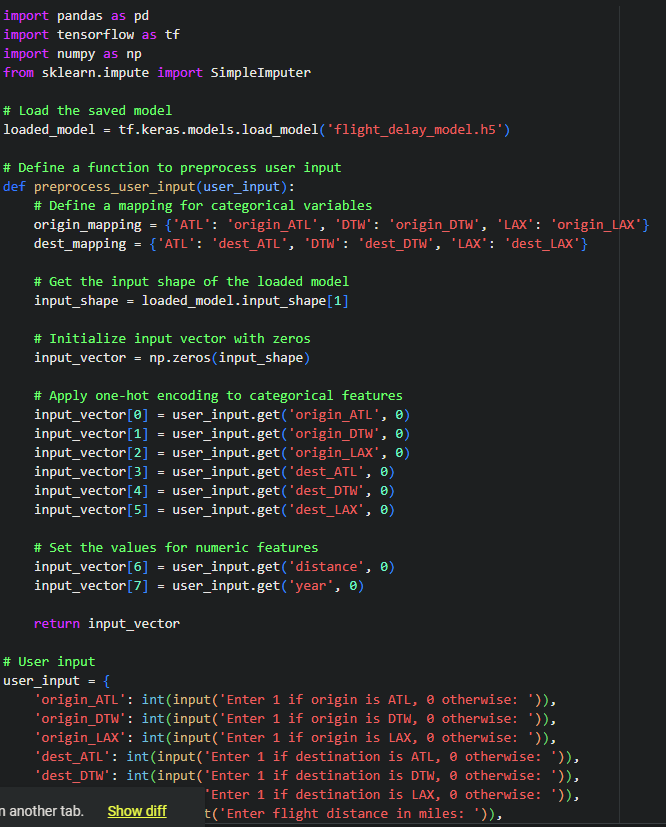 import pandas as pd
import tensorflow as tf
import numpy as np
from sklearn.impute import SimpleImputer
# Load the saved model
loaded_model = tf.keras.models.load_model('flight_delay_model.h5')
# Define a function to preprocess user input
def preprocess_user_input(user_input):
# Define a mapping for categorical variables
origin_mapping = {'ATL': 'origin_ATL', 'DTW': 'origin_DTW', 'LAX': 'origin_LAX'}
dest_mapping = {'ATL': 'dest_ATL', 'DTW': 'dest_DTW', 'LAX': 'dest_LAX'}
# Get the input shape of the loaded model
input_shape = loaded_model.input_shape[1]
# Initialize input vector with zeros
input_vector = np.zeros(input_shape)
# Apply one-hot encoding to categorical features
input_vector[0] = user_input.get('origin_ATL', 0)
input_vector[1] = user_input.get('origin_DTW', 0)
input_vector[2] = user_input.get('origin_LAX', 0)
input_vector[3] = user_input.get('dest_ATL', 0)
input_vector[4] = user_input.get('dest_DTW', 0)
input_vector[5] = user_input.get('dest_LAX', 0)
# Set the values for numeric features
input_vector[6] = user_input.get('distance', 0)
input_vector[7] = user_input.get('year', 0)
return input_vector
# User input
user_input = {
'origin_ATL': int(input('Enter 1 if origin is ATL, 0 otherwise: ')),
'origin_DTW': int(input('Enter 1 if origin is DTW, 0 otherwise: ')),
'origin_LAX': int(input('Enter 1 if origin is LAX, 0 otherwise: ')),
'dest_ATL': int(input('Enter 1 if destination is ATL, 0 otherwise: ')),
'dest_DTW': int(input('Enter 1 if destination is DTW, 0 otherwise: ')),
'Enter 1 if destination is LAX, 0 otherwise: ')),
n another tab. Show diff t('Enter flight distance in miles: ')),